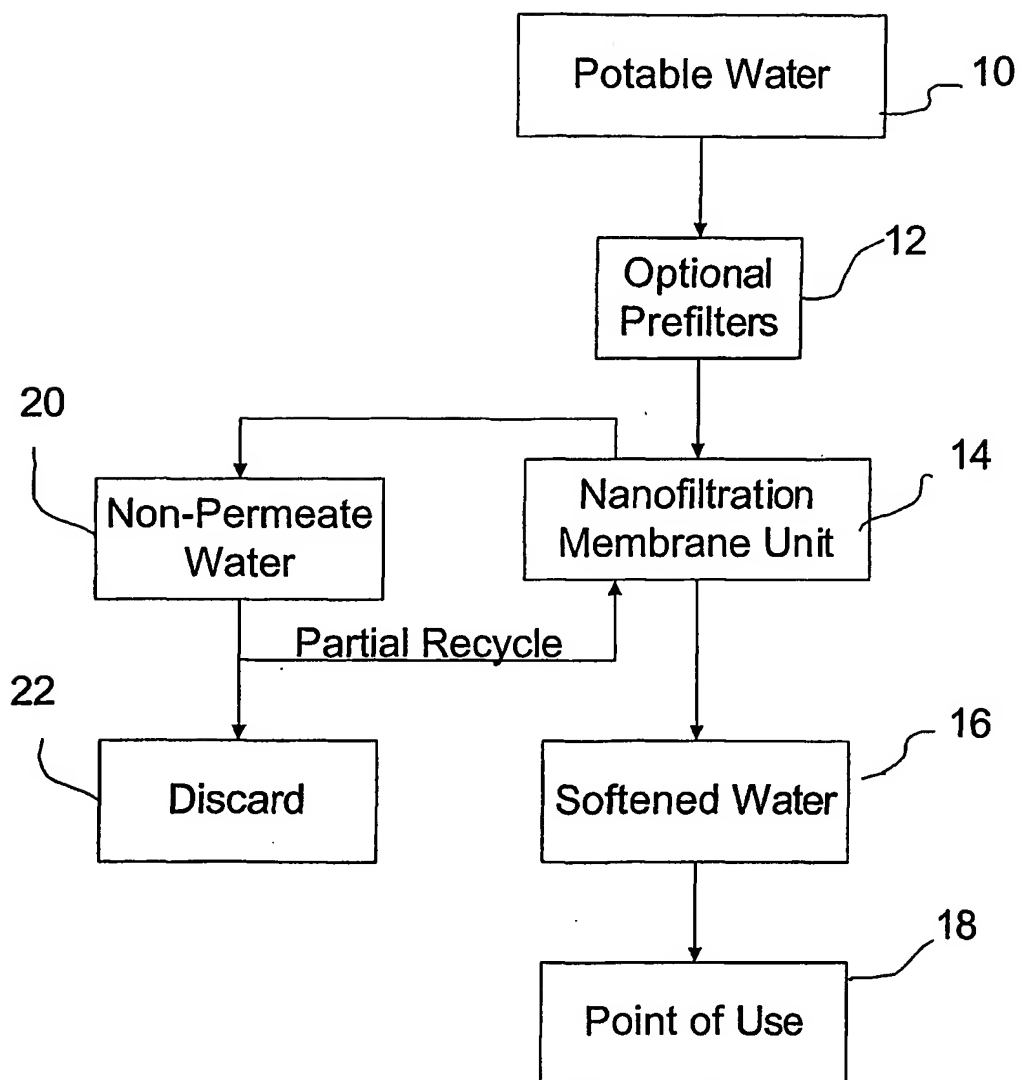 Potable Water
10
Optional
Prefilters
12
20
Non-Permeate
Water
Nanofiltration
Membrane Unit
14
Partial Recycle
22
Discard
Softened Water
16
Point of Use
18